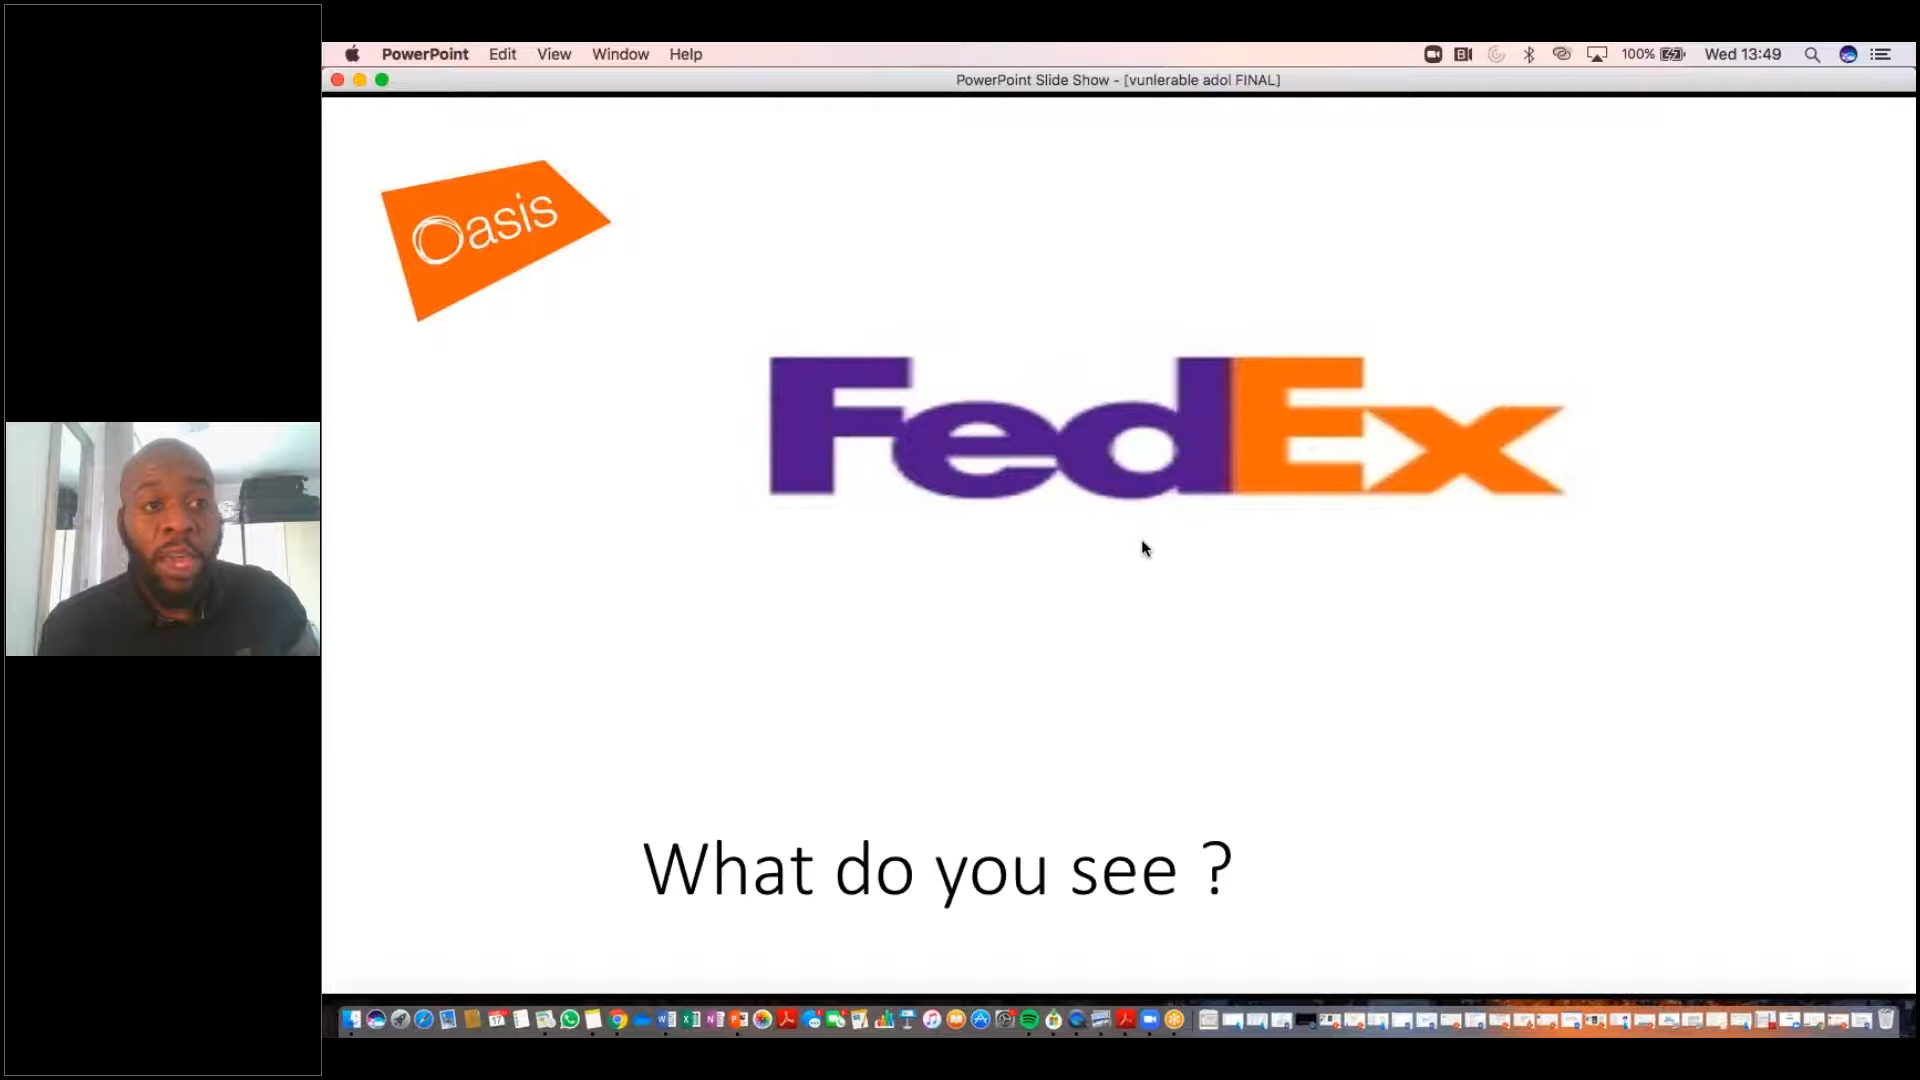 PowerPoint Edit View Window Help
100% Wed 13:49
PowerPoint Slide Show - [vunlerable adol FINAL]
Oasis
FedEx
What do you see ?